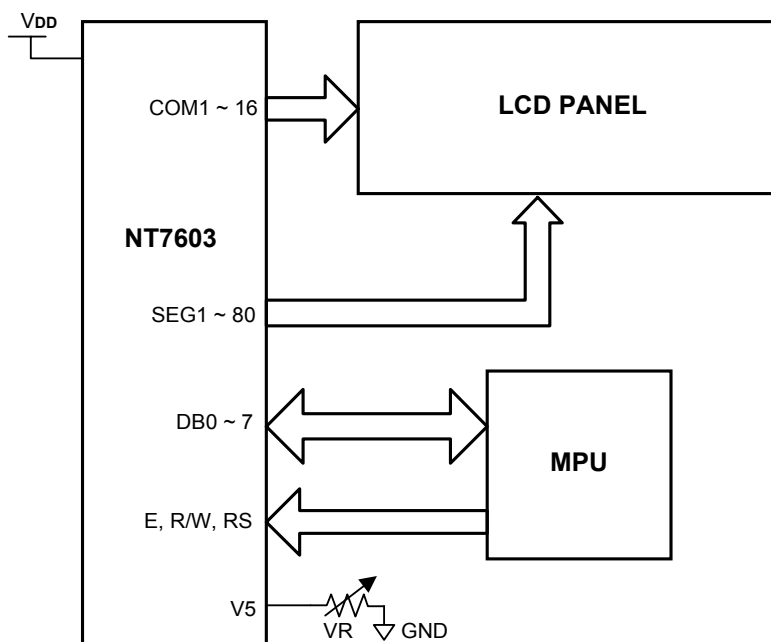 VDD
COM1 ~ 16
LCD PANEL
NT7603
SEG1 ~ 80
DB0 ~ 7
MPU
E, R/W, RS
V5
VR
GND